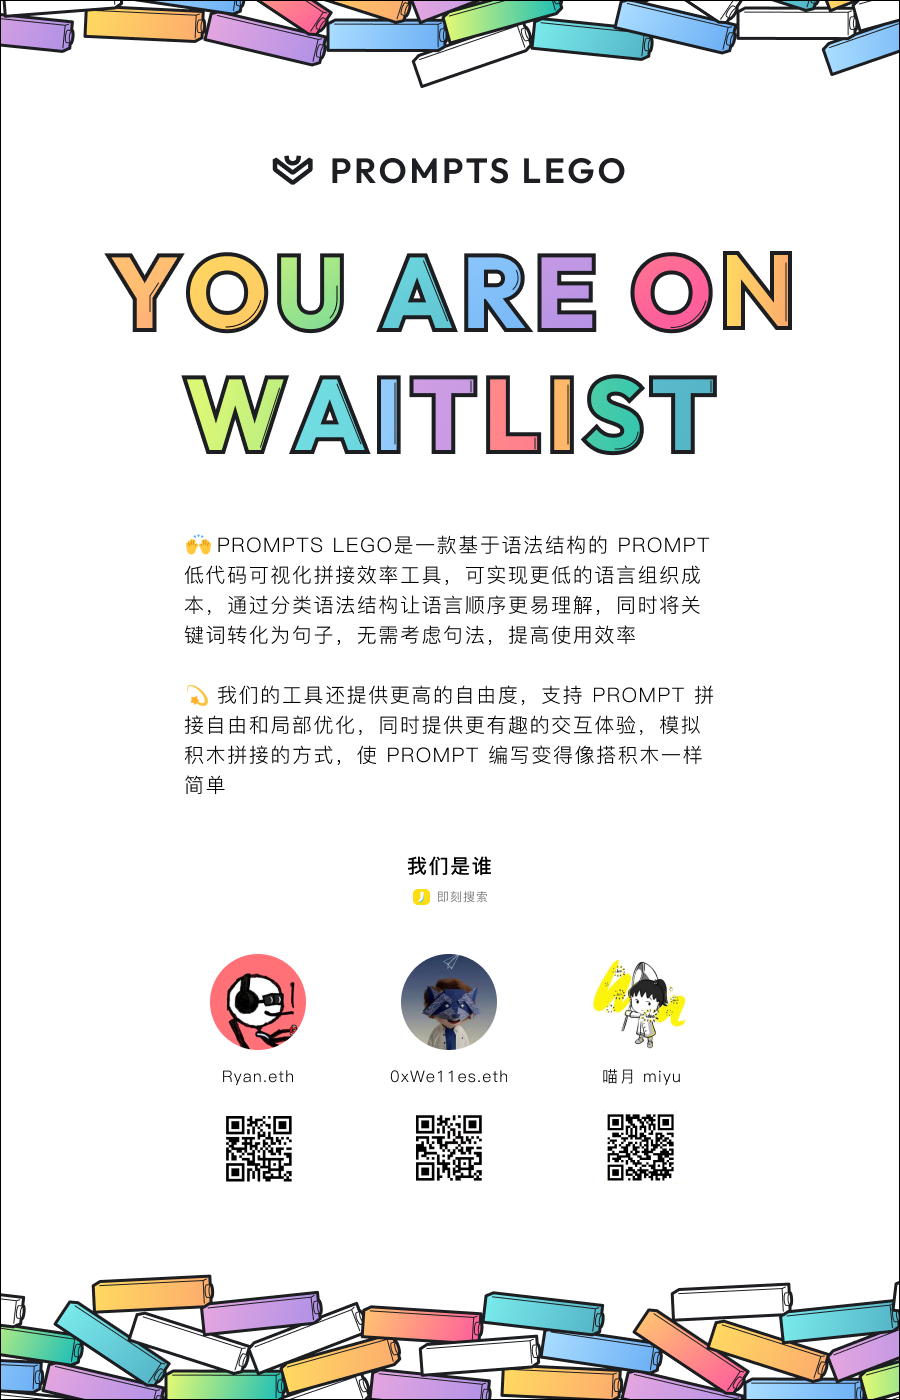 PROMPTS LEGO
YOU ARE ON
WAITLIST
🙌 PROMPTS LEGO是一款基于语法结构的 PROMPT
低代码可视化拼接效率工具，可实现更低的语言组织成
本，通过分类语法结构让语言顺序更易理解，同时将关
键词转化为句子，无需考虑句法，提高使用效率
💫 我们的工具还提供更高的自由度，支持 PROMPT 拼
接自由和局部优化，同时提供更有趣的交互体验，模拟
积木拼接的方式，使 PROMPT 编写变得像搭积木一样
简单
我们是谁
即刻搜索
Ryan.eth
0xWe11es.eth
喵月 miyu